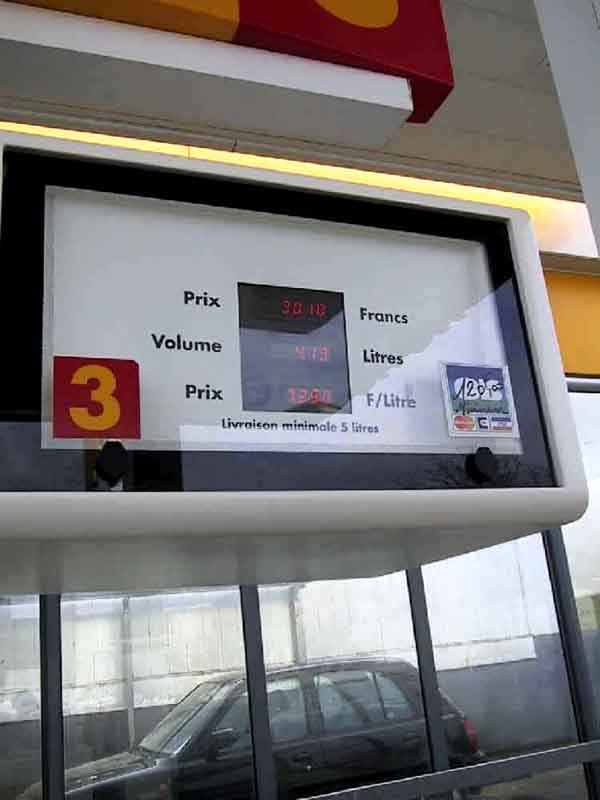 Prix 30.10 Francs
Volume 4.13 Litres
Prix F/Litre
3
Livraison minimale 5 litres